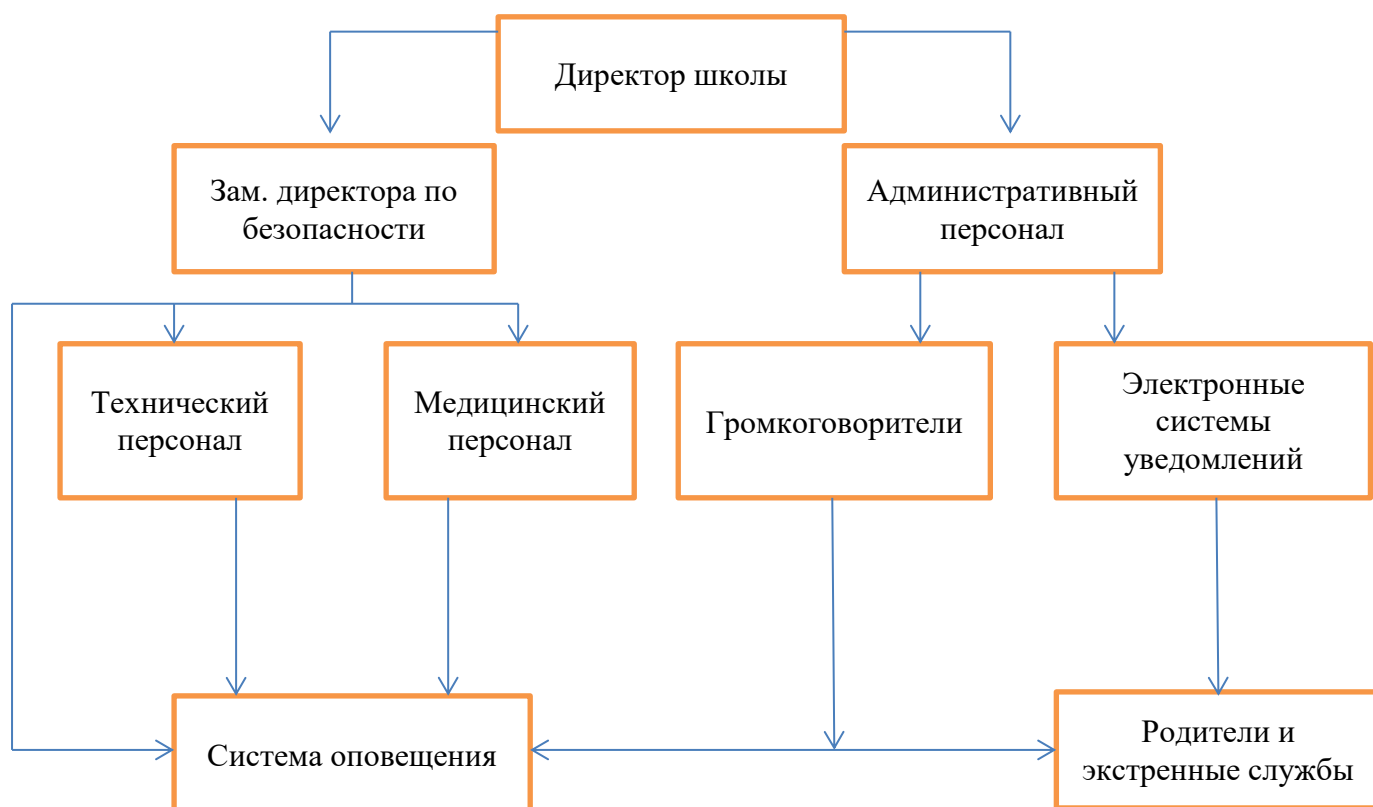 Директор школы
Зам. директора по
безопасности
Административный
персонал
Технический
персонал
Медицинский
персонал
Громкоговорители
Электронные
системы
уведомлений
Система оповещения
Родители и
экстренные службы